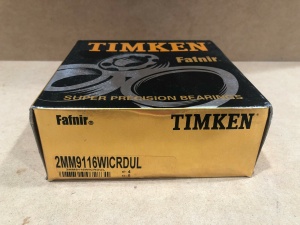 TIMKEN
Fafnir®
SUPER PRECISION BEARINGS
Fafnir®
TIMKEN
2MM9116WICRDUL